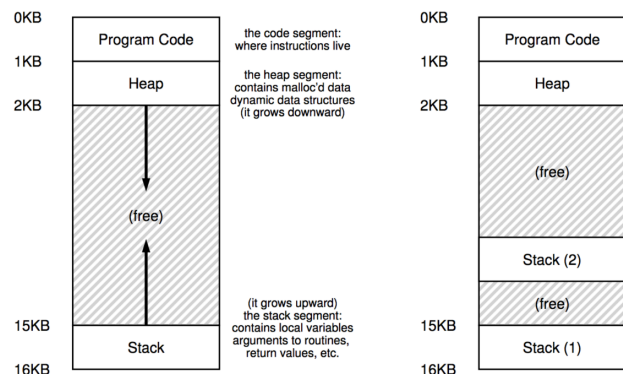 0KB
Program Code
the code segment:
where instructions live
1KB
Heap
the heap segment:
contains malloc'd data
dynamic data structures
(it grows downward)
2KB
(free)
(it grows upward)
the stack segment:
contains local variables
arguments to routines,
return values, etc.
15KB
Stack
16KB
0KB
Program Code
1KB
Heap
2KB
(free)
Stack (2)
(free)
15KB
Stack (1)
16KB